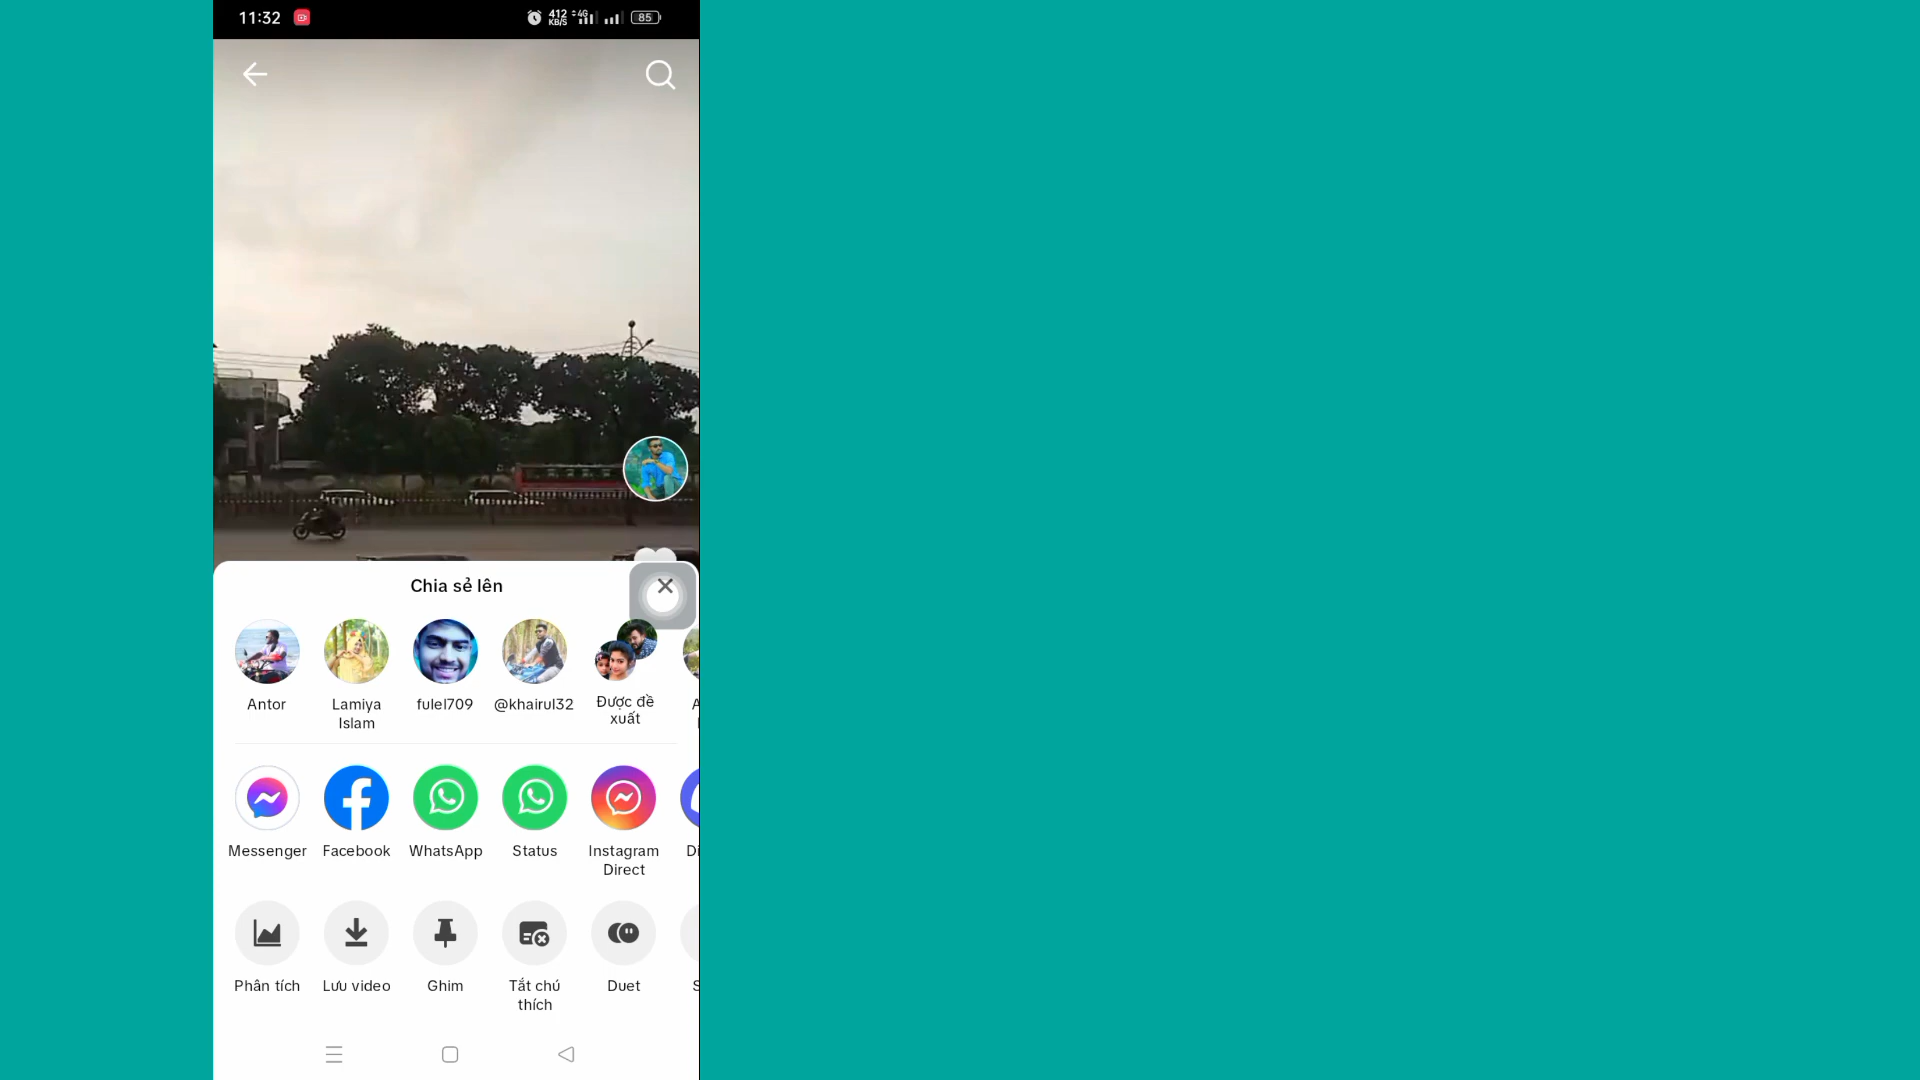 11:32
412
KB/S
4G
85
Chia sẻ lên
Antor
Lamiya
Islam
fulel709
@khairul32
Được đề
xuất
Messenger
Facebook
WhatsApp
Status
Instagram
Direct
Phân tích
Lưu video
Ghim
Tắt chú
thích
Duet